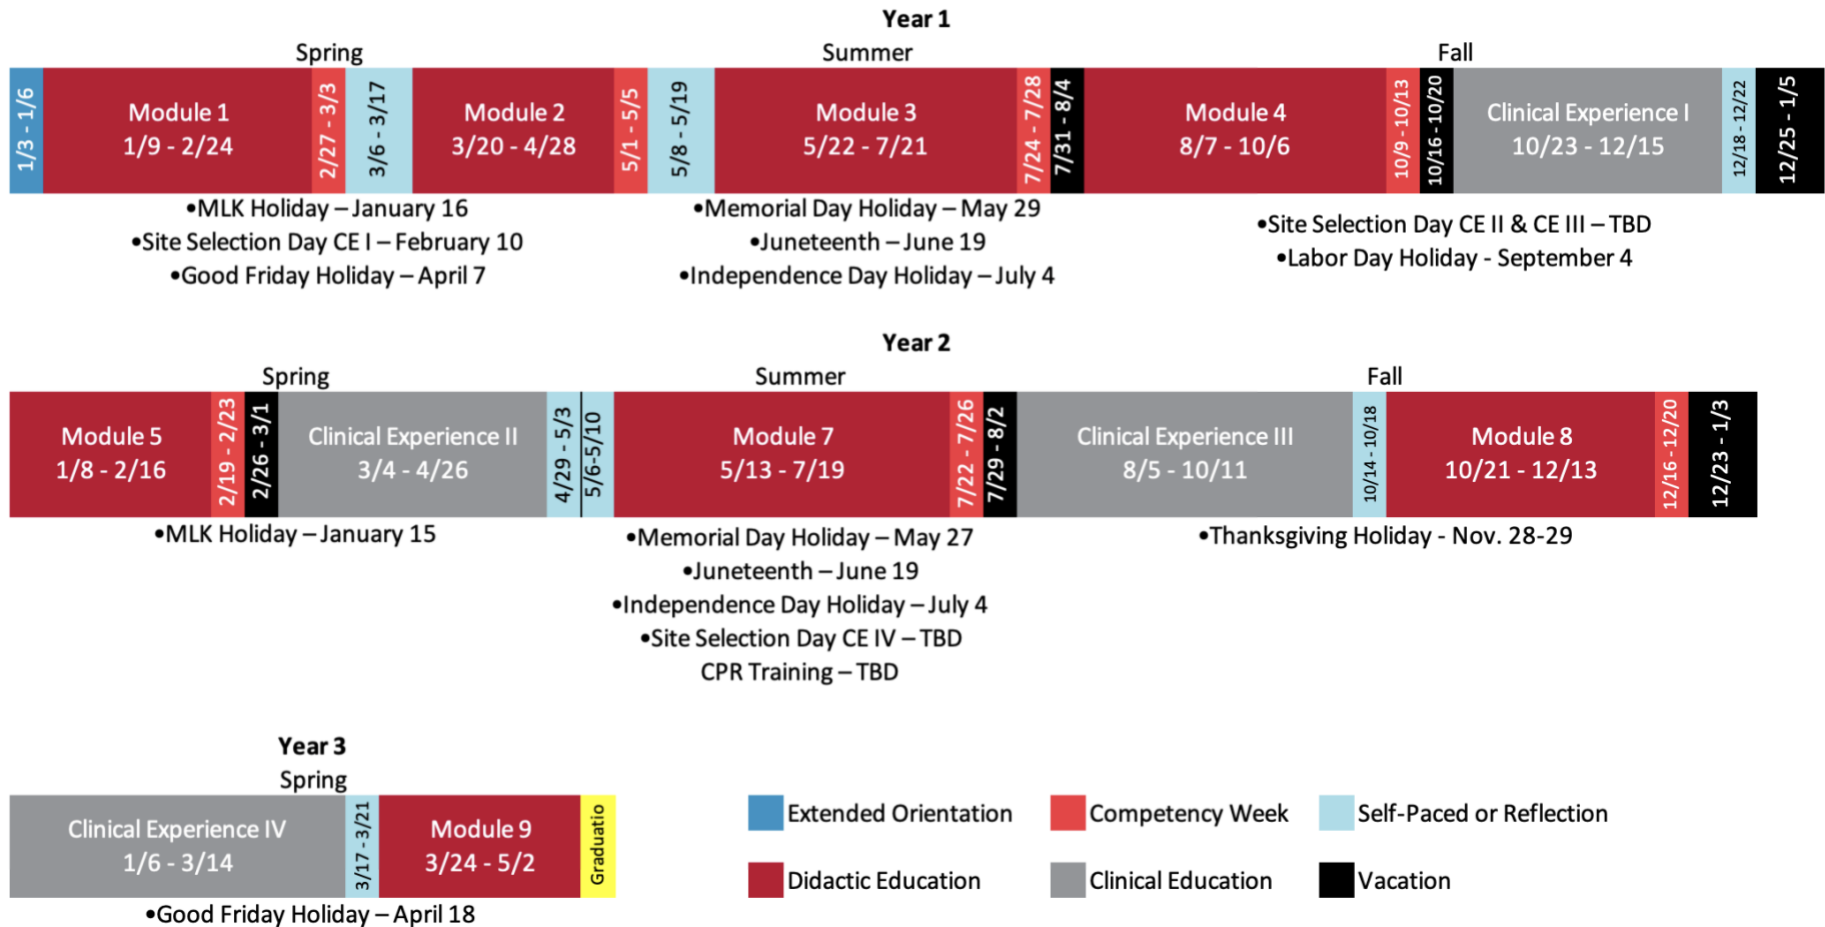 Year 1
Spring
Summer
Fall
1/3 - 1/6
Module 1
1/9 - 2/24
2/27 - 3/3
3/6 - 3/17
Module 2
3/20 - 4/28
5/1 - 5/5
5/8 - 5/19
Module 3
5/22 - 7/21
7/24 - 7/28
7/31 - 8/4
Module 4
8/7 - 10/6
10/9 - 10/13
10/16 - 10/20
Clinical Experience I
10/23 - 12/15
12/18 - 12/22
12/25 - 1/5
•MLK Holiday – January 16
•Site Selection Day CE I – February 10
•Good Friday Holiday – April 7
•Memorial Day Holiday – May 29
•Juneteenth – June 19
•Independence Day Holiday – July 4
•Site Selection Day CE II & CE III – TBD
•Labor Day Holiday - September 4
Year 2
Spring
Summer
Fall
Module 5
1/8 - 2/16
2/19 - 2/23
2/26 - 3/1
Clinical Experience II
3/4 - 4/26
4/29 - 5/3
5/6-5/10
Module 7
5/13 - 7/19
7/22 - 7/26
7/29 - 8/2
Clinical Experience III
8/5 - 10/11
10/14 - 10/18
Module 8
10/21 - 12/13
12/16 - 12/20
12/23 - 1/3
•MLK Holiday – January 15
•Memorial Day Holiday – May 27
•Juneteenth – June 19
•Independence Day Holiday – July 4
•Site Selection Day CE IV – TBD
CPR Training – TBD
•Thanksgiving Holiday - Nov. 28-29
Year 3
Spring
Clinical Experience IV
1/6 - 3/14
3/17 - 3/21
Module 9
3/24 - 5/2
Graduatio
•Good Friday Holiday – April 18
Extended Orientation
Competency Week
Self-Paced or Reflection
Didactic Education
Clinical Education
Vacation